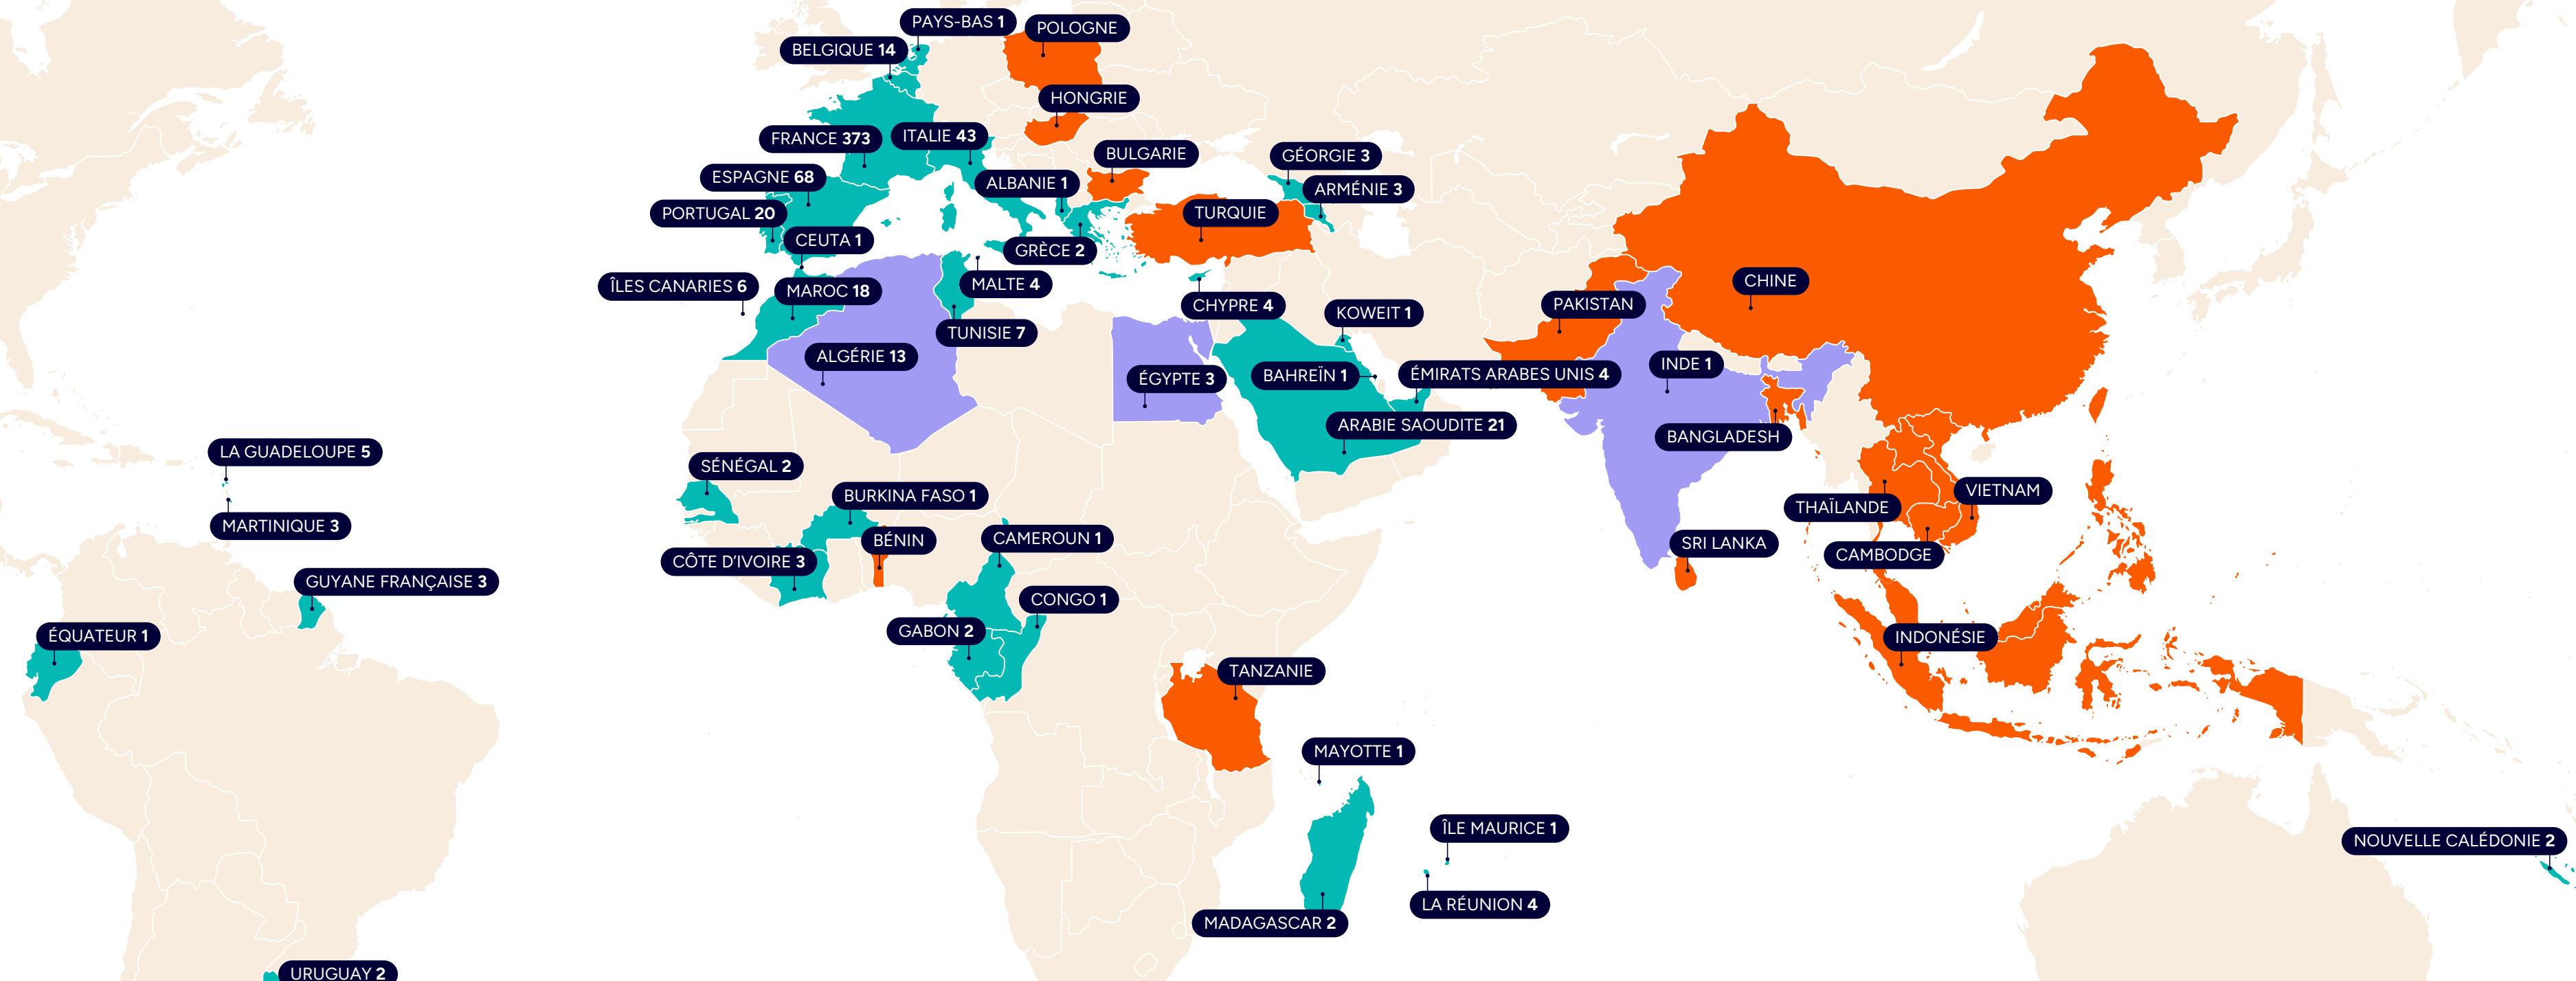 PAYS-BAS 1
POLOGNE
BELGIQUE 14
HONGRIE
FRANCE 373
ITALIE 43
BULGARIE
GÉORGIE 3
ESPAGNE 68
ALBANIE 1
ARMÉNIE 3
PORTUGAL 20
TURQUIE
CEUTA 1
GRÈCE 2
ÎLES CANARIES 6
MAROC 18
MALTE 4
CHINE
CHYPRE 4
KOWEIT 1
PAKISTAN
TUNISIE 7
ALGÉRIE 13
ÉGYPTE 3
BAHREÏN 1
ÉMIRATS ARABES UNIS 4
INDE 1
ARABIE SAOUDITE 21
BANGLADESH
LA GUADELOUPE 5
SÉNÉGAL 2
BURKINA FASO 1
THAÏLANDE
VIETNAM
MARTINIQUE 3
BÉNIN
CAMEROUN 1
SRI LANKA
CAMBODGE
CÔTE D’IVOIRE 3
GUYANE FRANÇAISE 3
CONGO 1
ÉQUATEUR 1
GABON 2
INDONÉSIE
TANZANIE
MAYOTTE 1
ÎLE MAURICE 1
NOUVELLE CALÉDONIE 2
LA RÉUNION 4
MADAGASCAR 2
URUGUAY 2